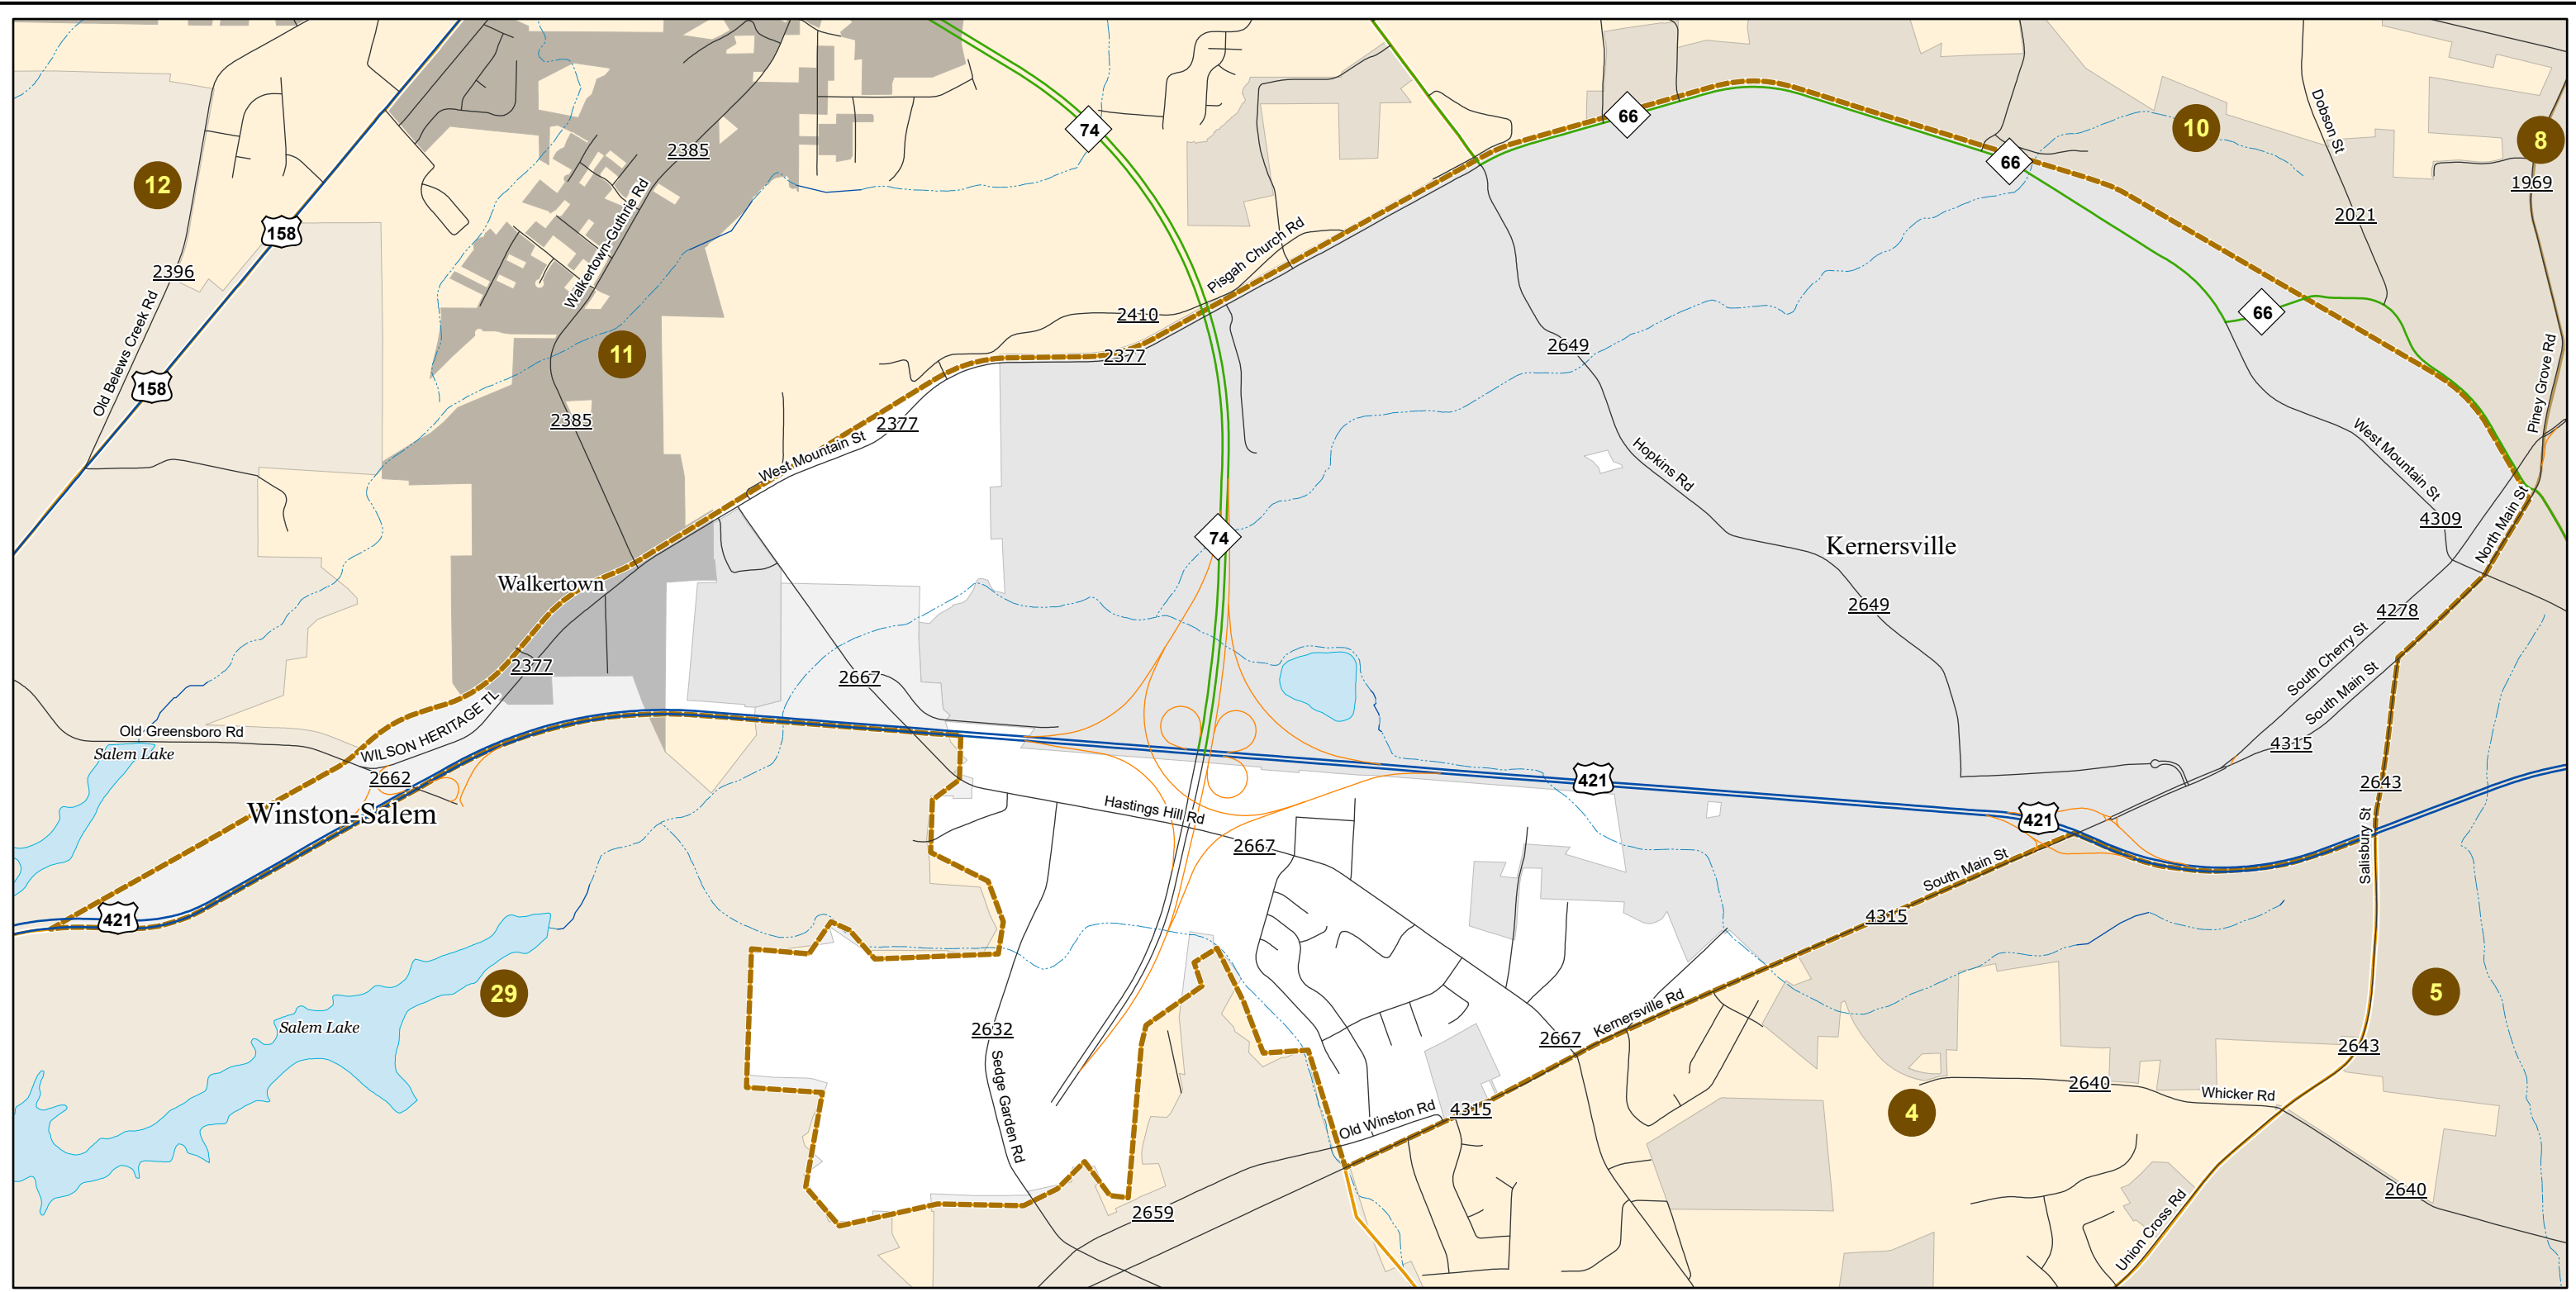 66
74
10
8
Dobson St
2385
12
1969
66
2021
158
Walkertown-Guthrie Rd
Pisgah Church Rd
2396
2410
66
11
2377
2649
Old Belews Creek Rd
158
Piney Grove Rd
2385
2377
West Mountain St
Hopkins Rd
West Mountain St
4309
North Main St
74
Kernersville
Walkertown
2649
4278
2377
2667
South Cherry St
South Main St
WILSON HERITAGE TL
Old Greensboro Rd
Salem Lake
4315
2662
421
2643
Winston-Salem
Hastings Hill Rd
421
2667
Salisbury St
South Main St
421
4315
29
5
Salem Lake
2632
Kernersville Rd
2667
2643
Sedge Garden Rd
4315
Old Winston Rd
4
2640
Whicker Rd
2640
2659
Union Cross Rd